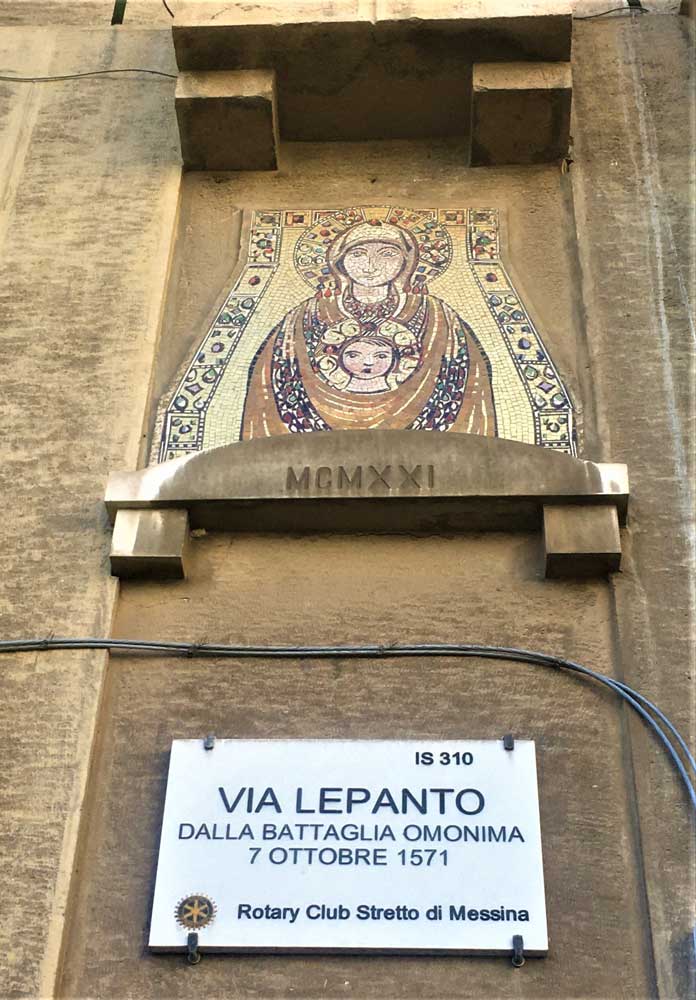 MCMXXI
IS 310
VIA LEPANTO
DALLA BATTAGLIA OMONIMA
7 OTTOBRE 1571
Rotary Club Stretto di Messina